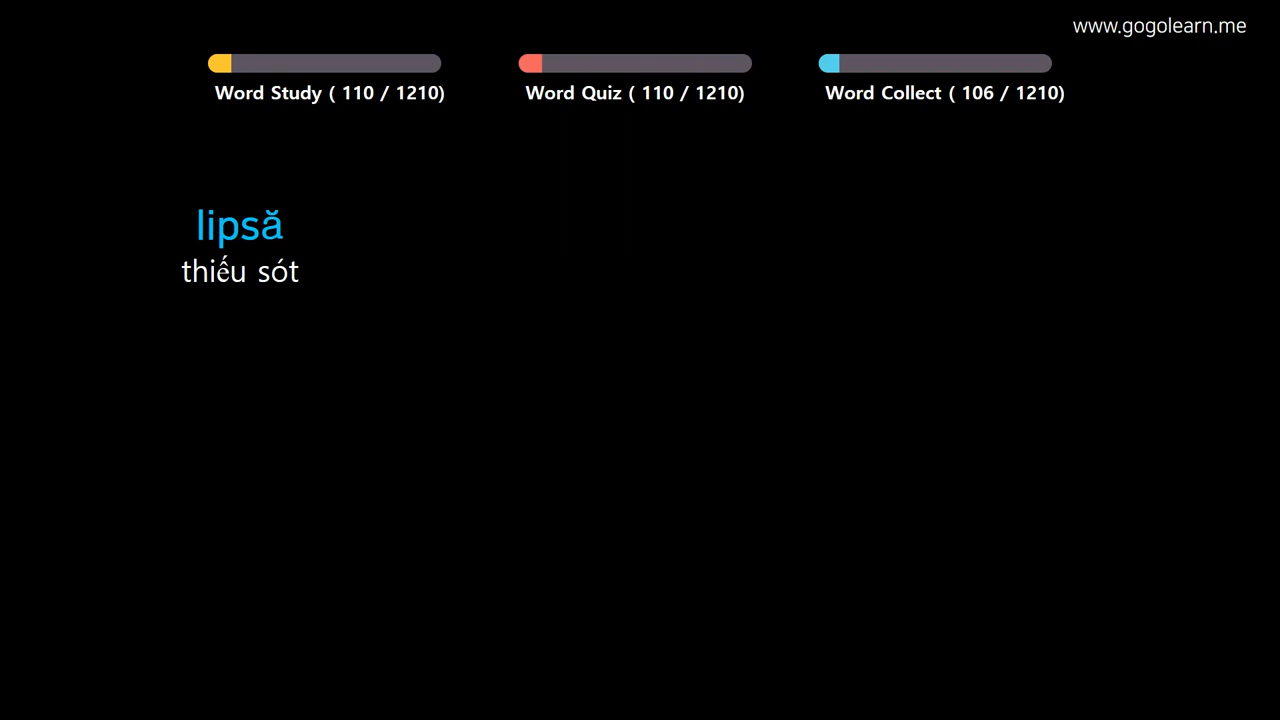 www.gogolearn.me
Word Study ( 110 / 1210)
Word Quiz ( 110 / 1210)
Word Collect ( 106 / 1210)
lipsă
thiếu sót